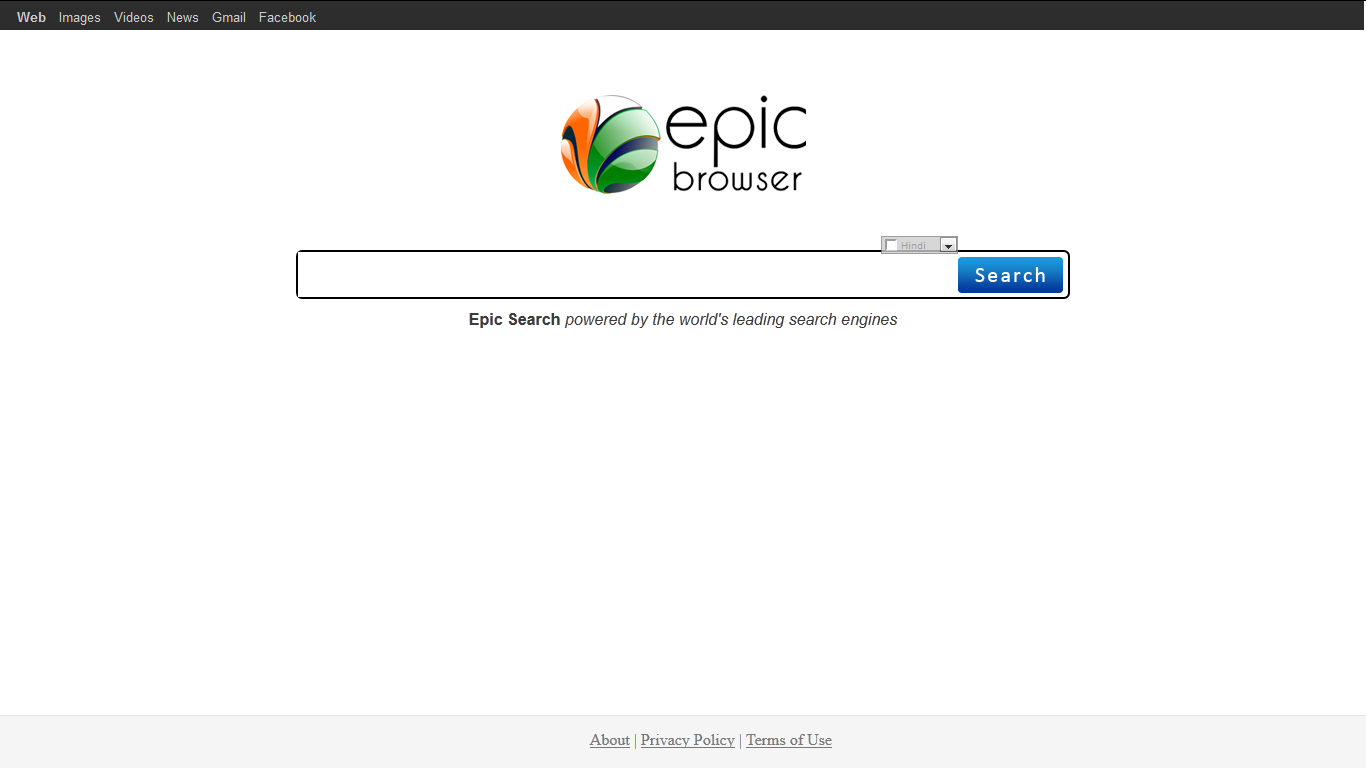 Web Images Videos News Gmail Facebook
epic
browser
Hindi
Search
Epic Search powered by the world's leading search engines
About | Privacy Policy | Terms of Use